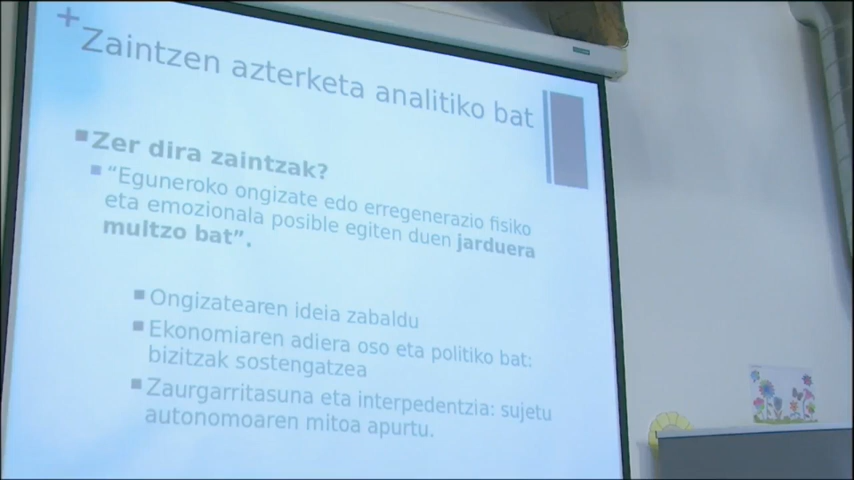 +
Zaintzen azterketa analitiko bat
Zer dira zaintzak?
“Eguneroko ongizate edo erregenerazio fisiko
eta emozionala posible egiten duen jarduera
multzo bat”.
Ongizatearen ideia zabaldu
Ekonomiaren adiera oso eta politiko bat:
bizitzak sostengatzea
Zaurgarritasuna eta interpedentzia: sujetu
autonomoaren mitoa apurtu.